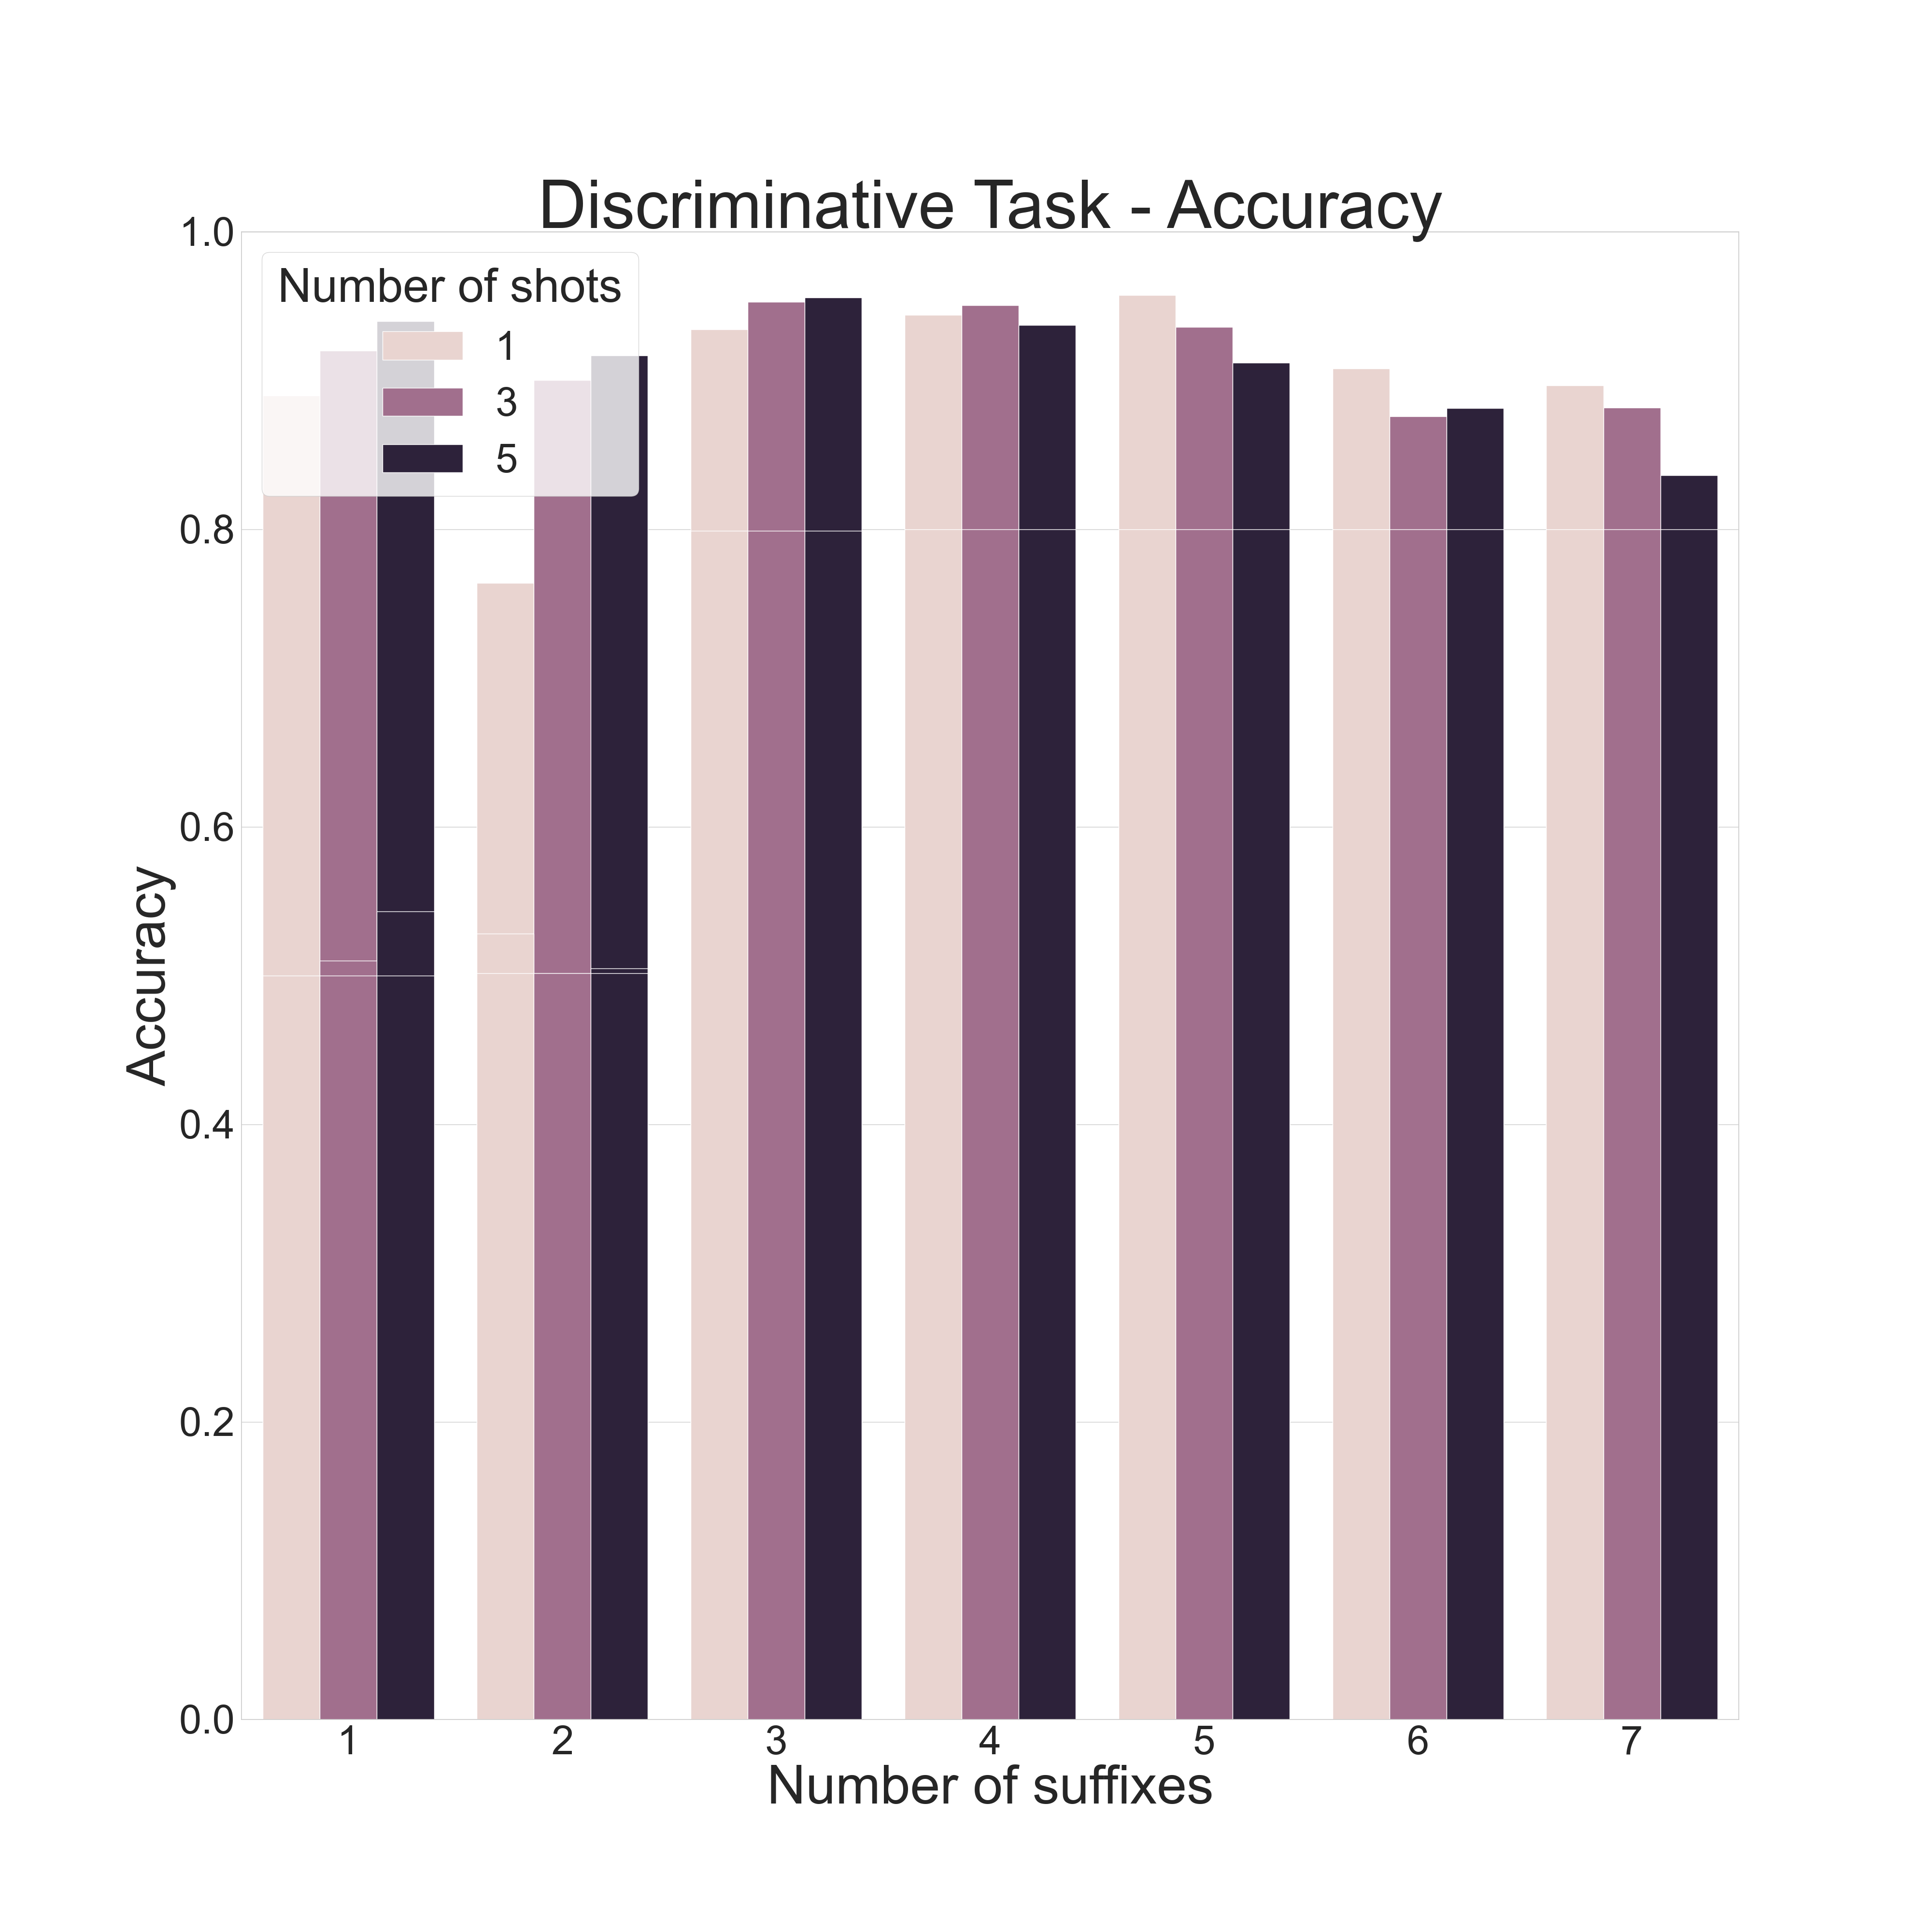 Discriminative Task - Accuracy
Number of shots
1
3
5
1.0
0.8
0.6
0.4
0.2
0.0
Accuracy
1 2 3 4 5 6 7
Number of suffixes